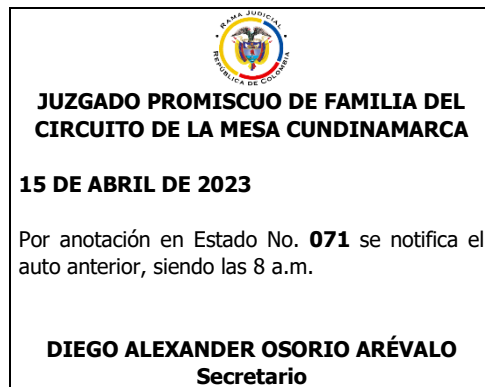 RAMA JUDICIAL
REPÚBLICA DE COLOMBIA
JUZGADO PROMISCUO DE FAMILIA DEL
CIRCUITO DE LA MESA CUNDINAMARCA
15 DE ABRIL DE 2023
Por anotación en Estado No. 071 se notifica el
auto anterior, siendo las 8 a.m.
DIEGO ALEXANDER OSORIO ARÉVALO
Secretario